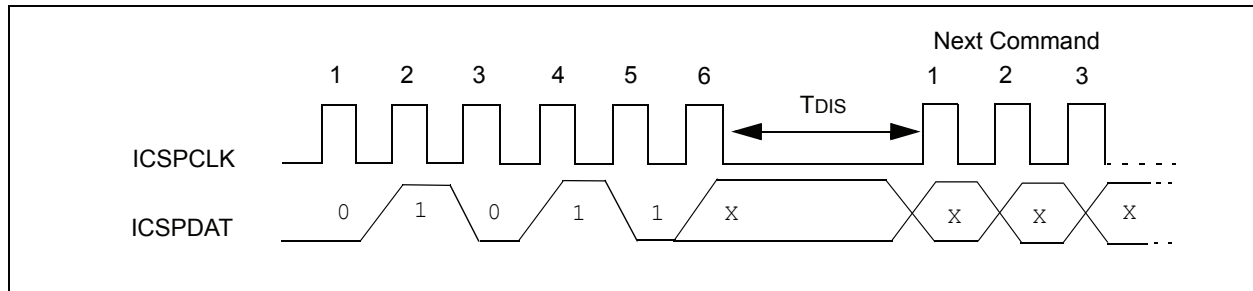 Next Command
1 2 3 4 5 6 1 2 3
TDIS
ICSPCLK
0 1 0 1 1 X X X X
ICSPDAT